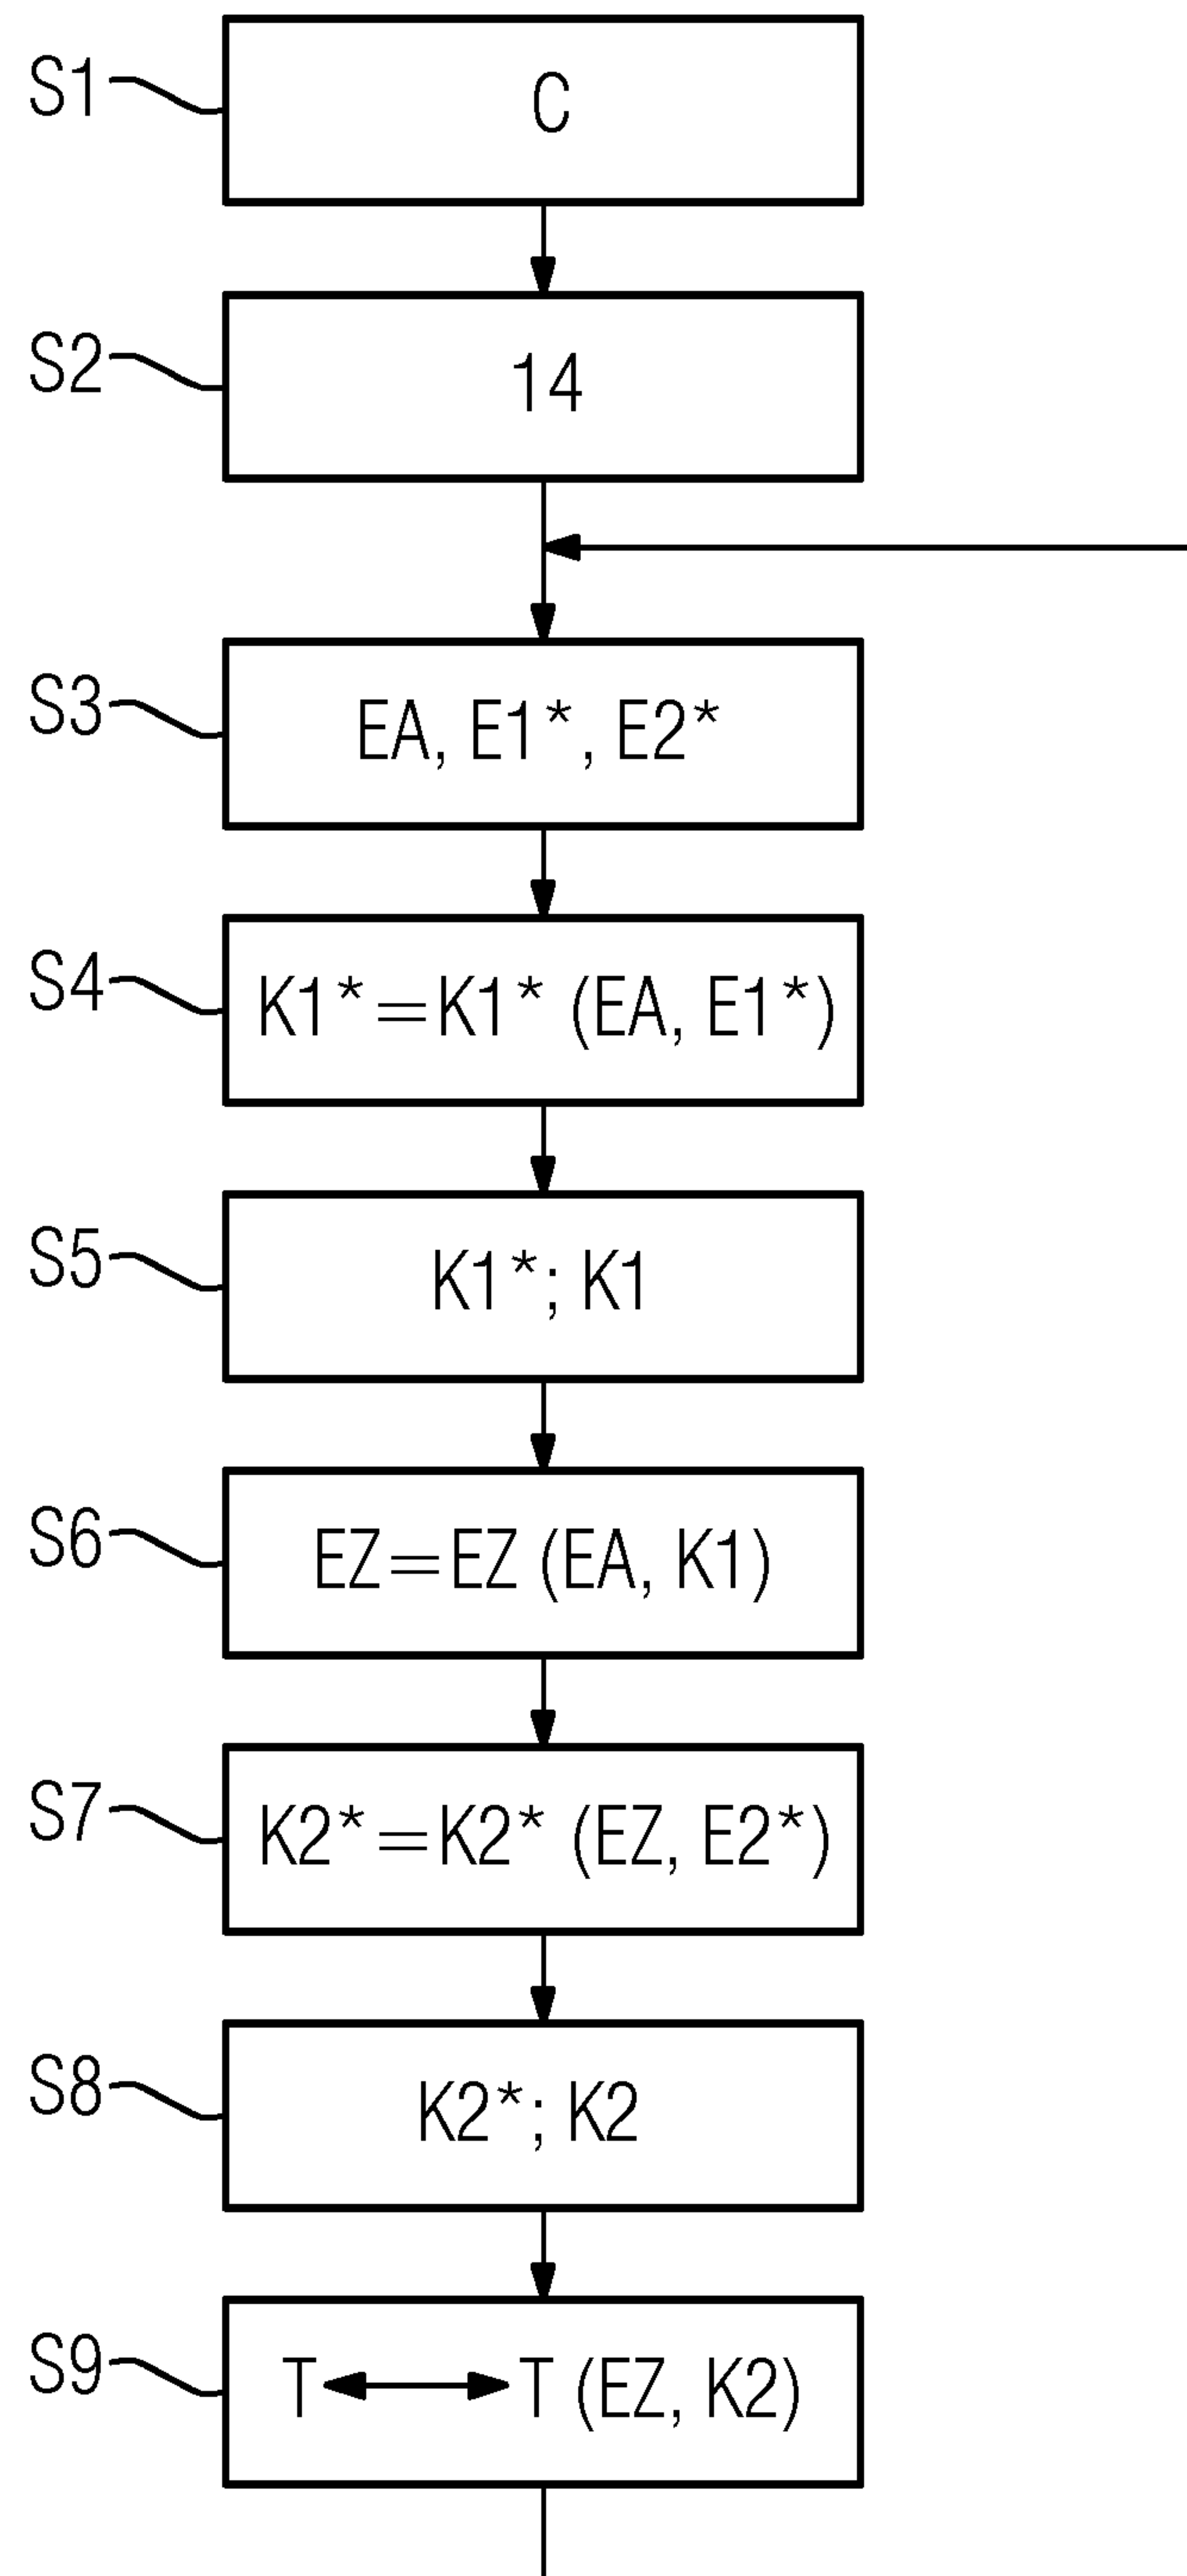 S1 C
S2 14
S3 EA, E1*, E2*
S4 K1*=K1* (EA, E1*)
S5 K1*; K1
S6 EZ=EZ (EA, K1)
S7 K2*=K2* (EZ, E2*)
S8 K2*; K2
S9 T T (EZ, K2)